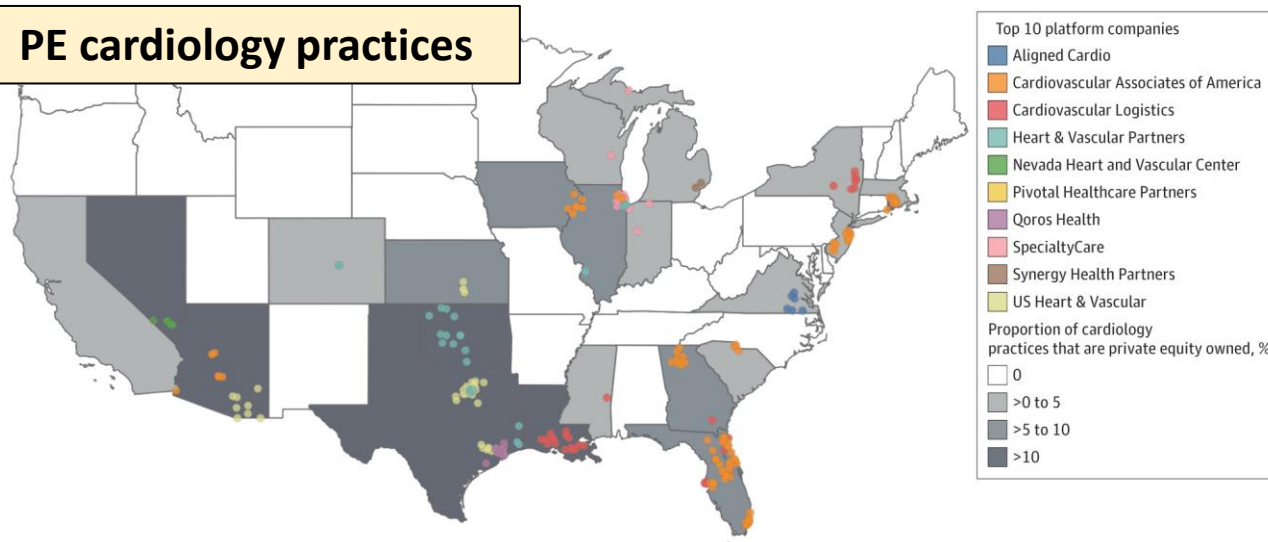 PE cardiology practices
Top 10 platform companies
Aligned Cardio
Cardiovascular Associates of America
Cardiovascular Logistics
Heart & Vascular Partners
Nevada Heart and Vascular Center
Pivotal Healthcare Partners
Qoros Health
SpecialtyCare
Synergy Health Partners
US Heart & Vascular
Proportion of cardiology
practices that are private equity owned, %
0
>0 to 5
>5 to 10
>10